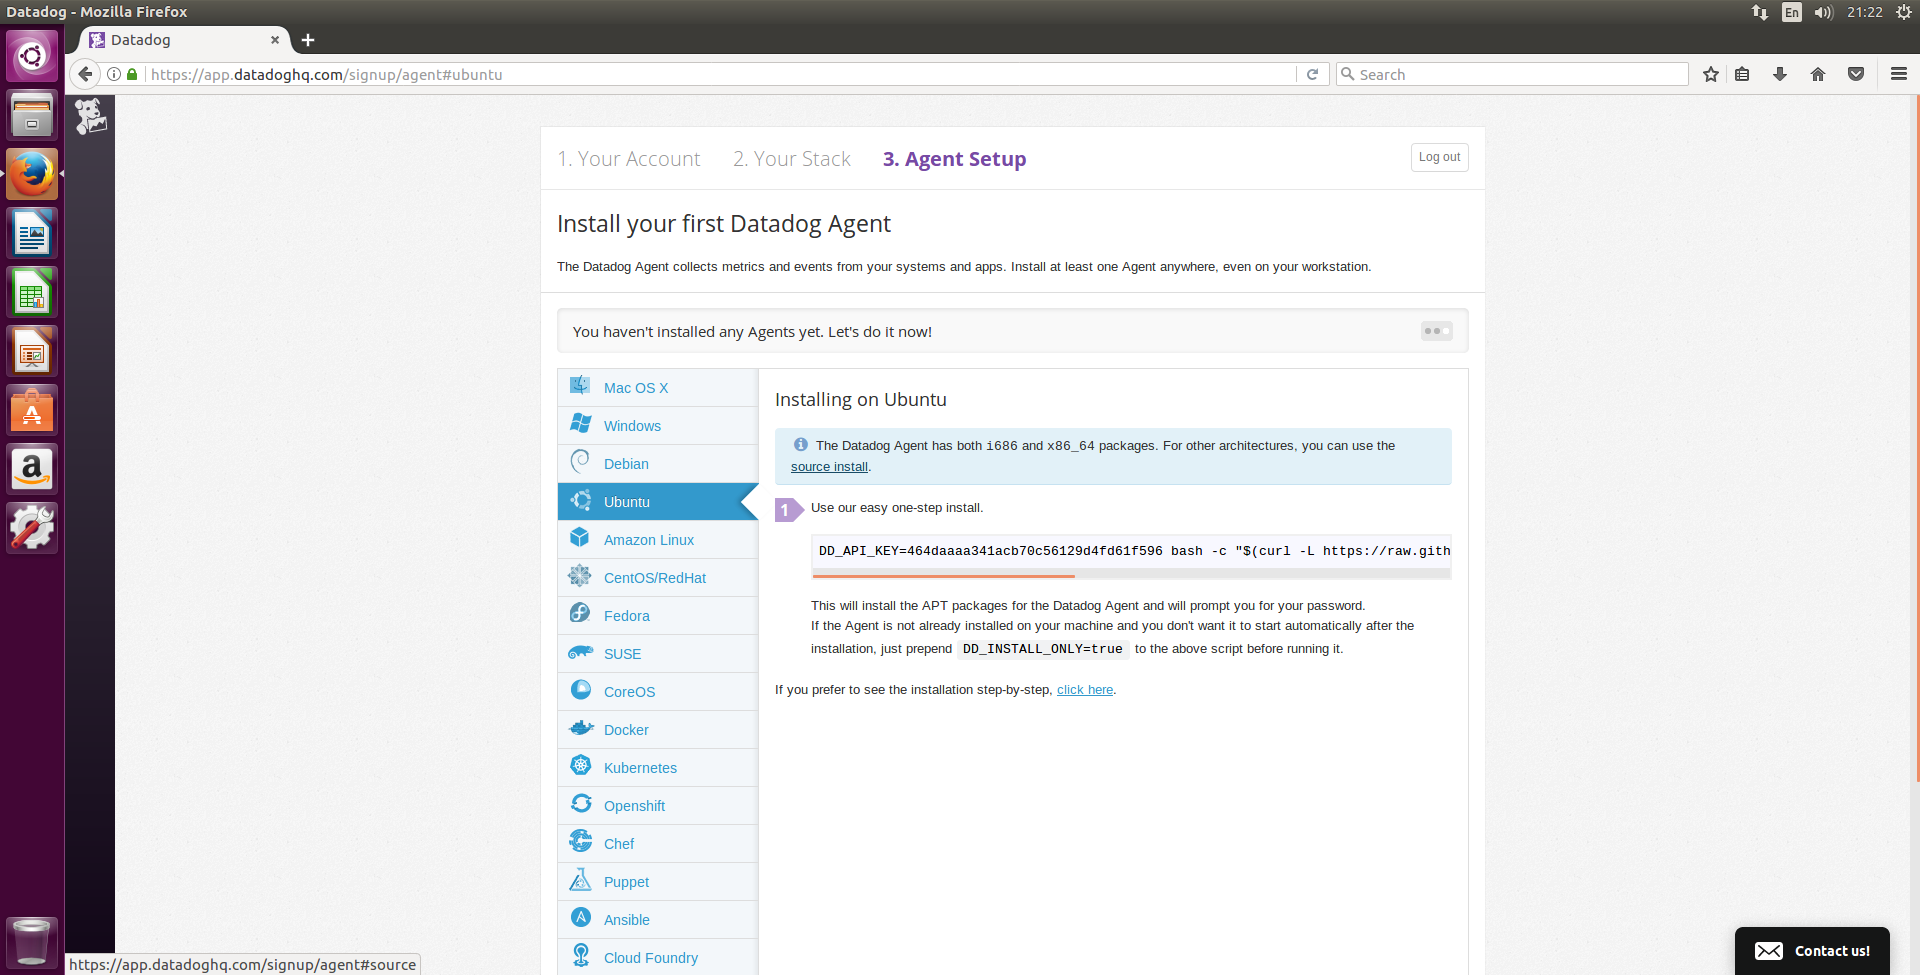 Datadog - Mozilla Firefox
En
21:22
Datadog
https://app.datadoghq.com/signup/agent#ubuntu
Search
1. Your Account
2. Your Stack
3. Agent Setup
Log out
Install your first Datadog Agent
The Datadog Agent collects metrics and events from your systems and apps. Install at least one Agent anywhere, even on your workstation.
You haven't installed any Agents yet. Let's do it now!
Mac OS X
Windows
Debian
Ubuntu
Amazon Linux
CentOS/RedHat
Fedora
SUSE
CoreOS
Docker
Kubernetes
Openshift
Chef
Puppet
Ansible
Cloud Foundry
Installing on Ubuntu
The Datadog Agent has both i686 and x86_64 packages. For other architectures, you can use the
source install.
1
Use our easy one-step install.
DD_API_KEY=464daaaa341acb70c56129d4fd61f596 bash -c "$(curl -L https://raw.gith
This will install the APT packages for the Datadog Agent and will prompt you for your password.
If the Agent is not already installed on your machine and you don't want it to start automatically after the
installation, just prepend DD_INSTALL_ONLY=true to the above script before running it.
If you prefer to see the installation step-by-step, click here.
Contact us!
https://app.datadoghq.com/signup/agent#source